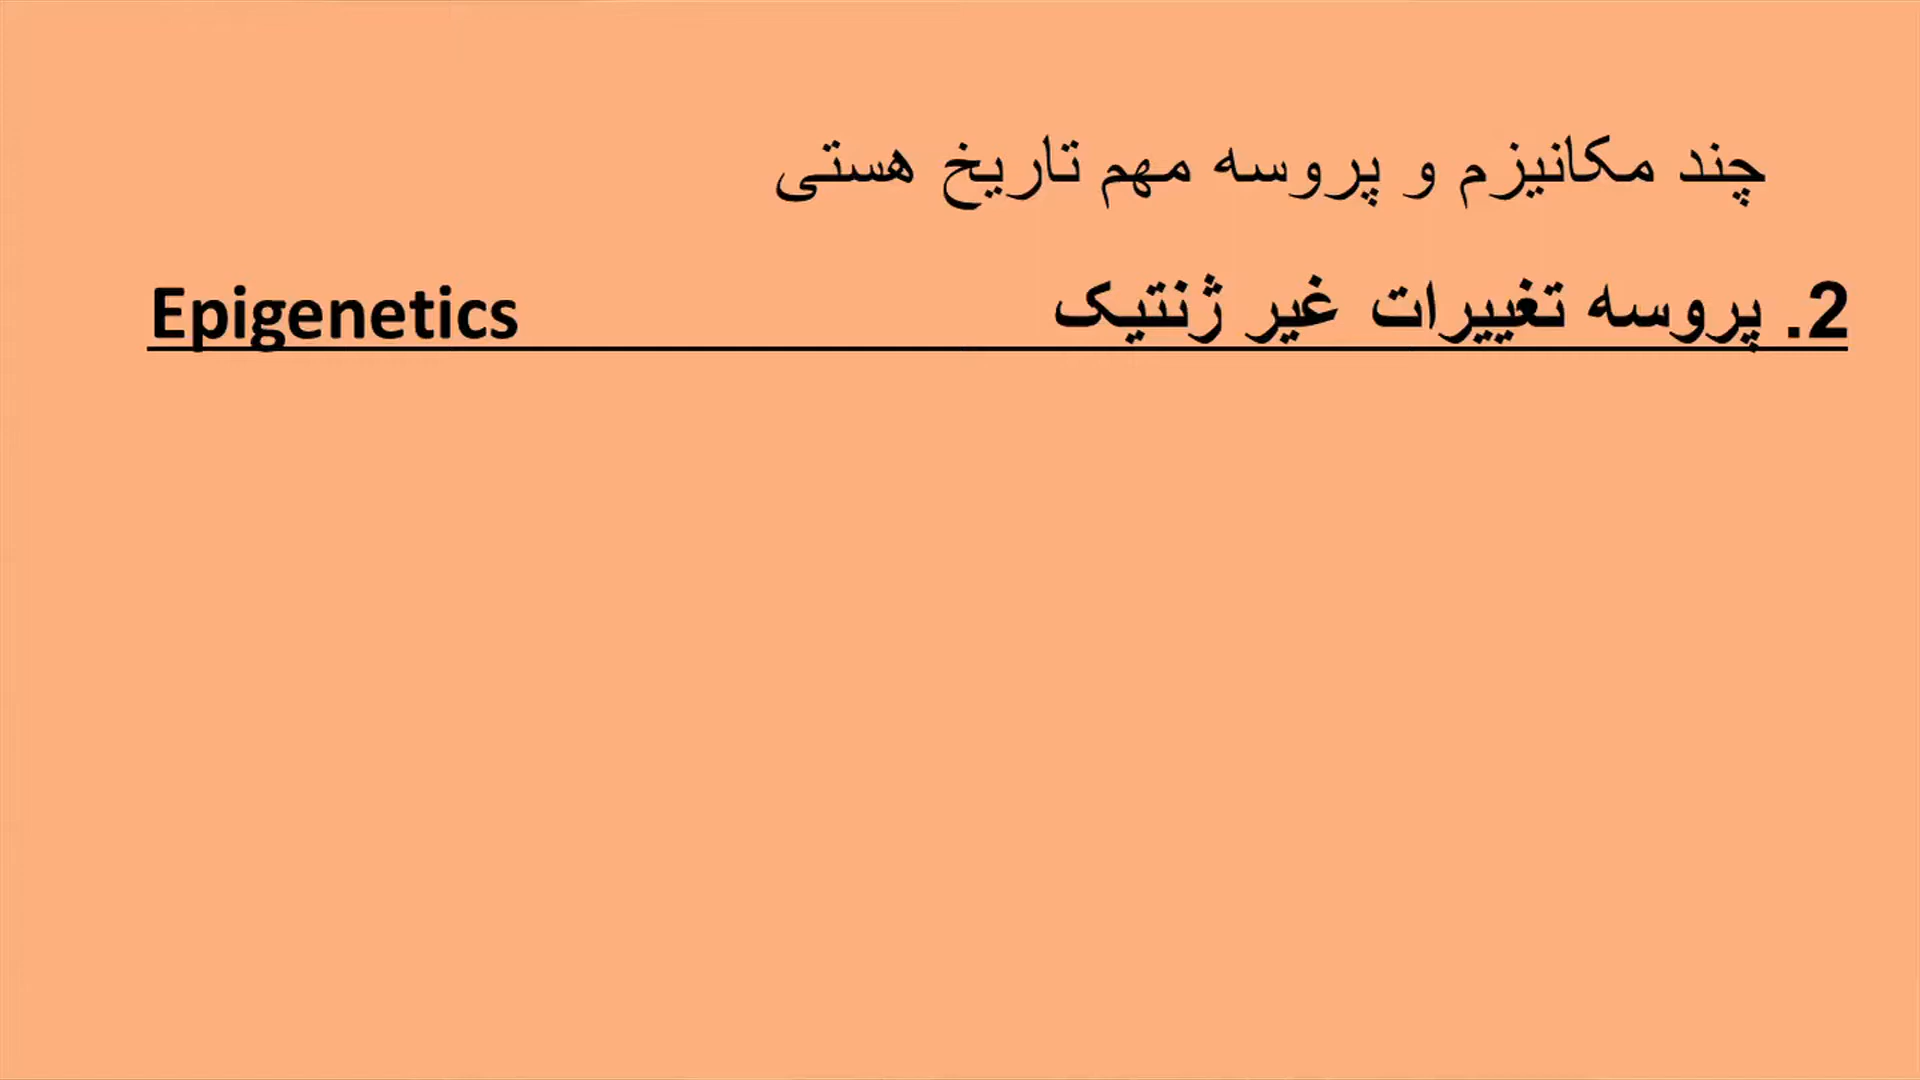 چند مکانیزم و پروسه مهم تاریخ هستی
2. پروسه تغییرات غیر ژنتیک Epigenetics